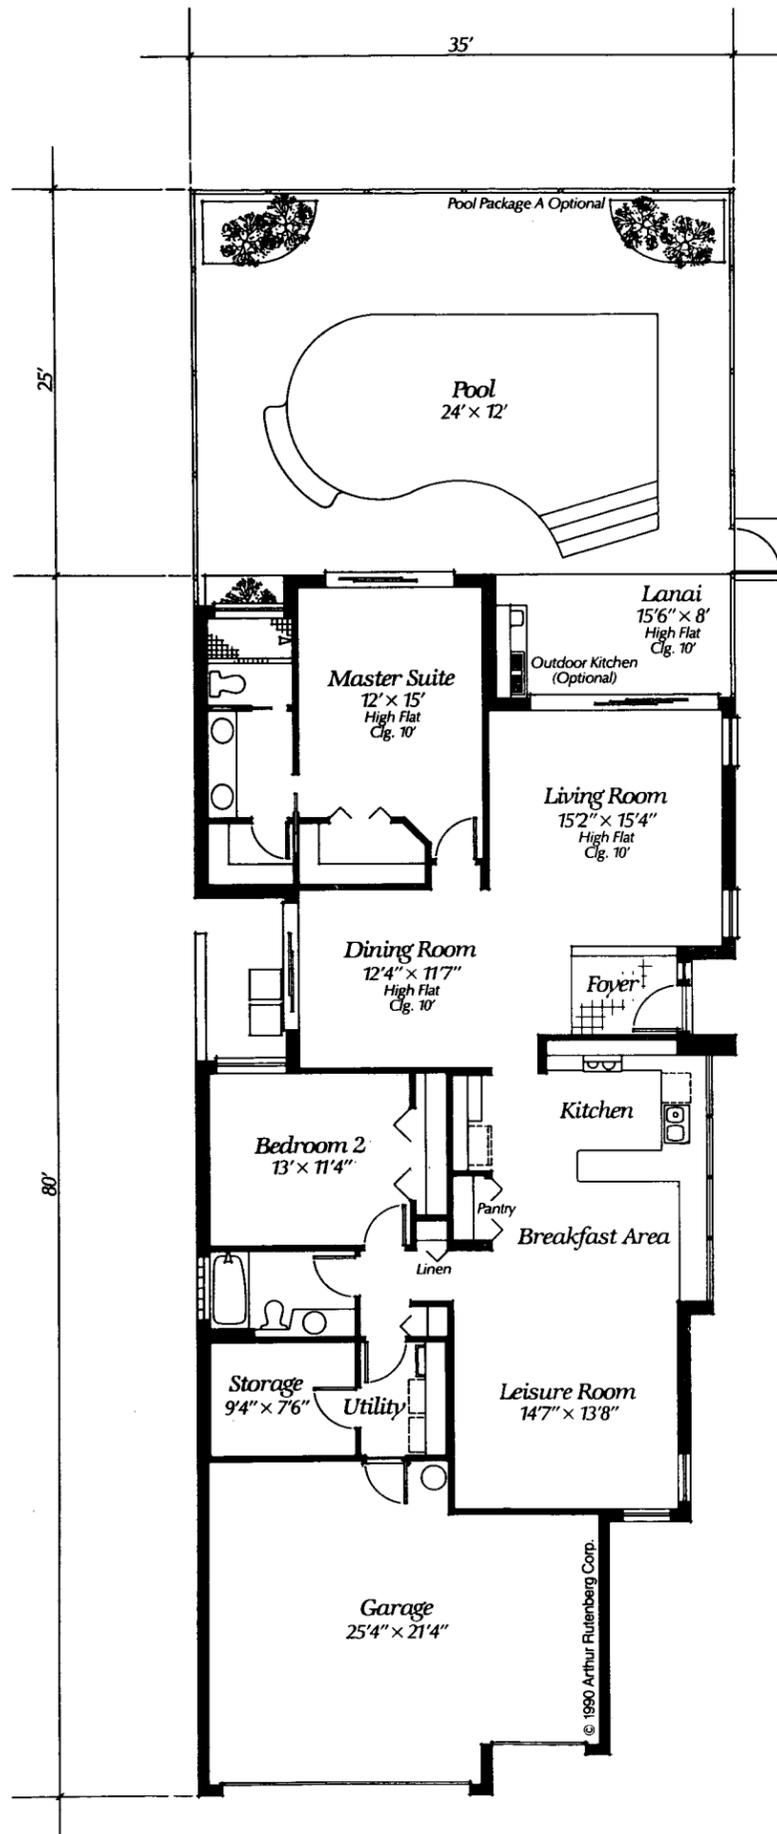 35'
Pool Package A Optional
25'
Pool
24' × 12'
Lanai
15'6" × 8'
High Flat
Clg. 10'
Outdoor Kitchen
(Optional)
Master Suite
12' × 15'
High Flat
Clg. 10'
Living Room
15'2" × 15'4"
High Flat
Clg. 10'
Dining Room
12'4" × 11'7"
High Flat
Clg. 10'
Foyer
Kitchen
Bedroom 2
13' × 11'4"
80'
Pantry
Breakfast Area
Linen
Storage
9'4" × 7'6"
Utility
Leisure Room
14'7" × 13'8"
Garage
25'4" × 21'4"
© 1990 Arthur Rutenberg Corp.